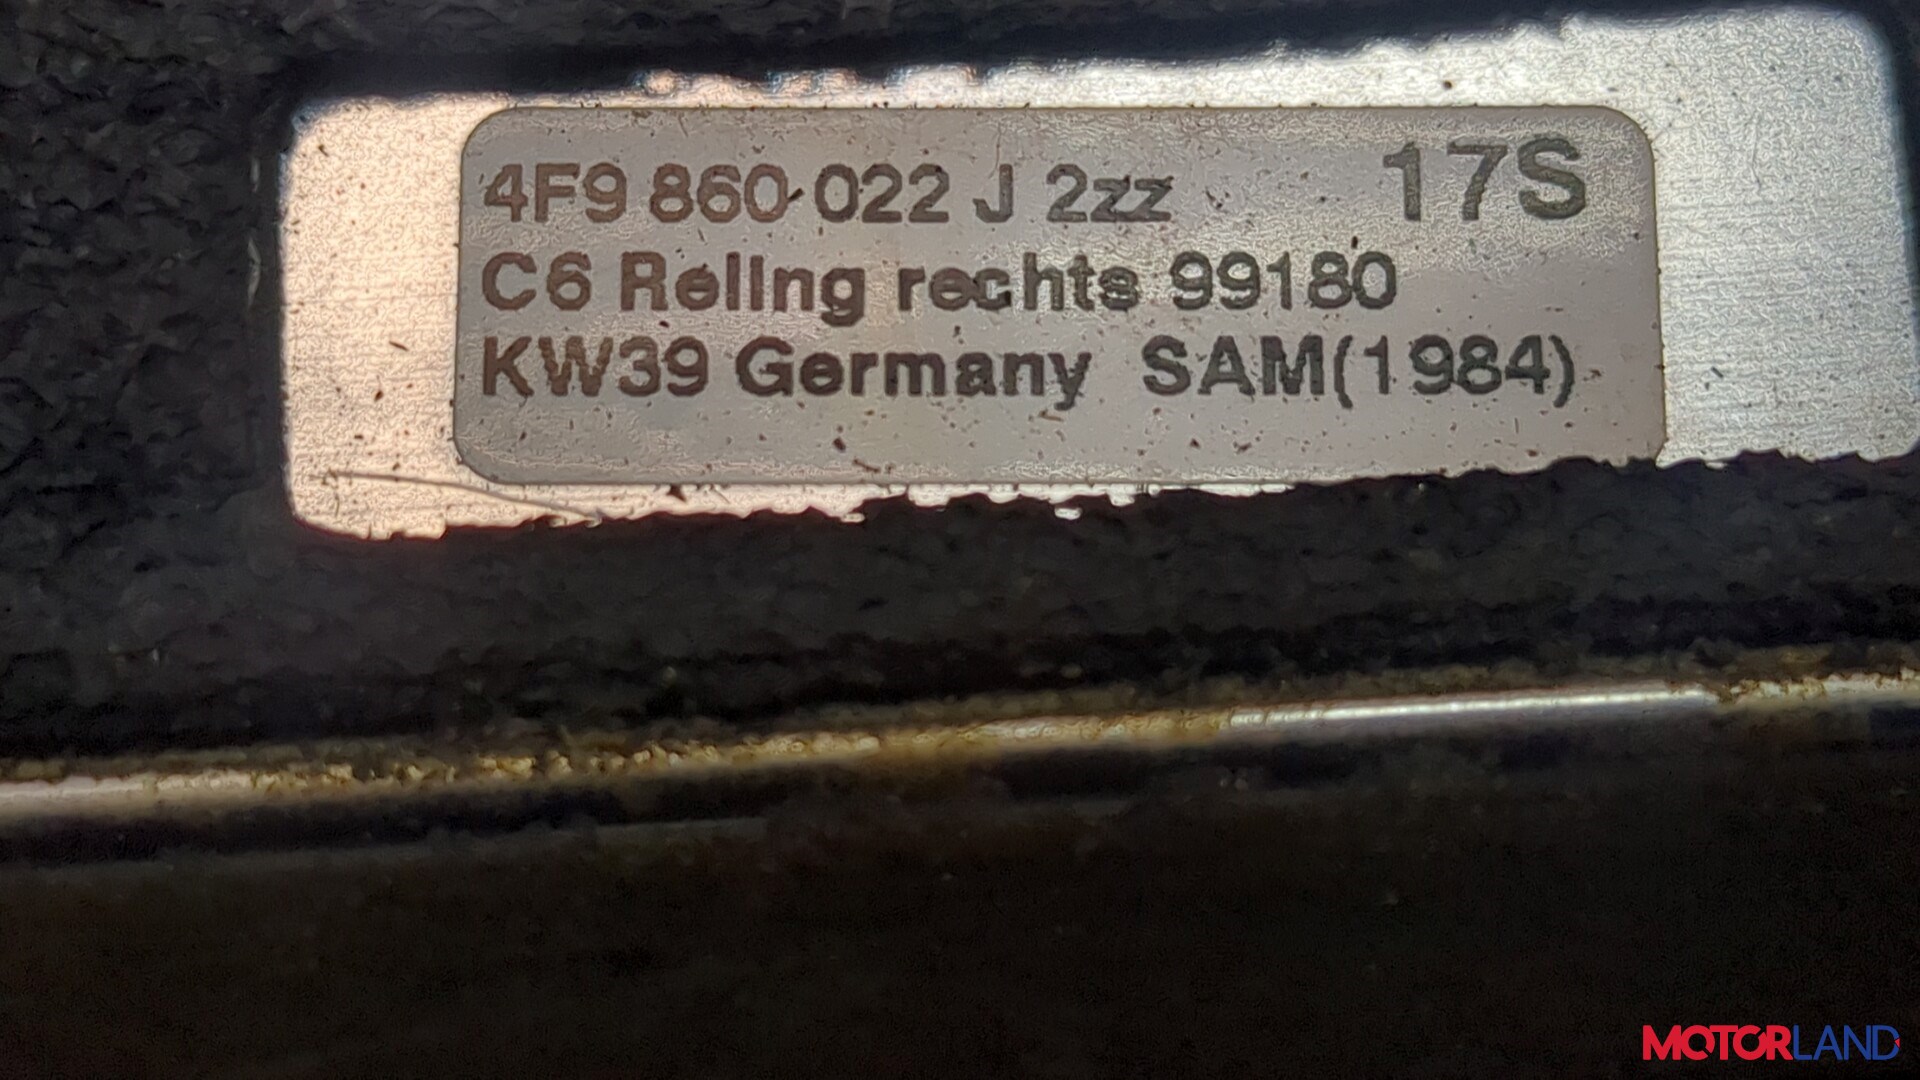 4F9 860 022 J 2zz 17S
C6 Reling rechts 99180
KW39 Germany SAM(1984)
MOTORLAND